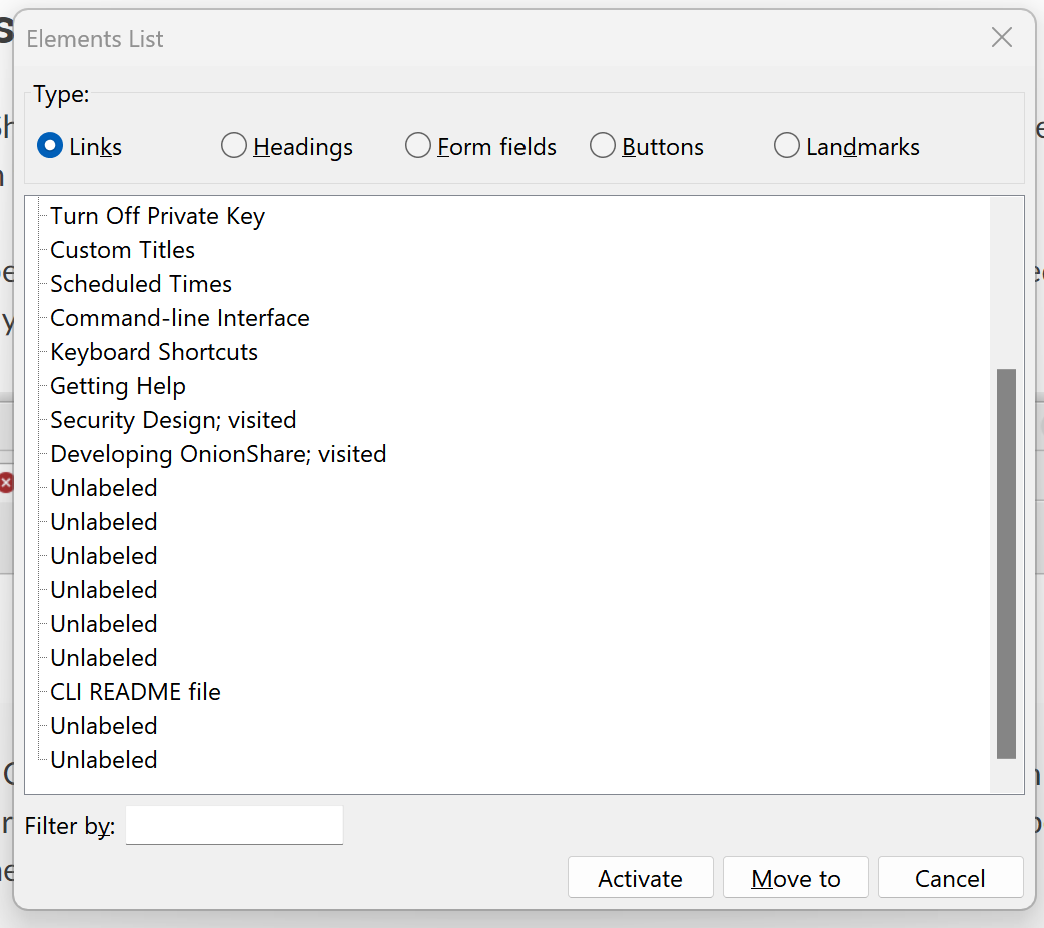 Elements List
Type:
Links
Headings
Form fields
Buttons
Landmarks
Turn Off Private Key
Custom Titles
Scheduled Times
Command-line Interface
Keyboard Shortcuts
Getting Help
Security Design; visited
Developing OnionShare; visited
Unlabeled
Unlabeled
Unlabeled
Unlabeled
Unlabeled
Unlabeled
CLI README file
Unlabeled
Unlabeled
Filter by:
Activate
Move to
Cancel